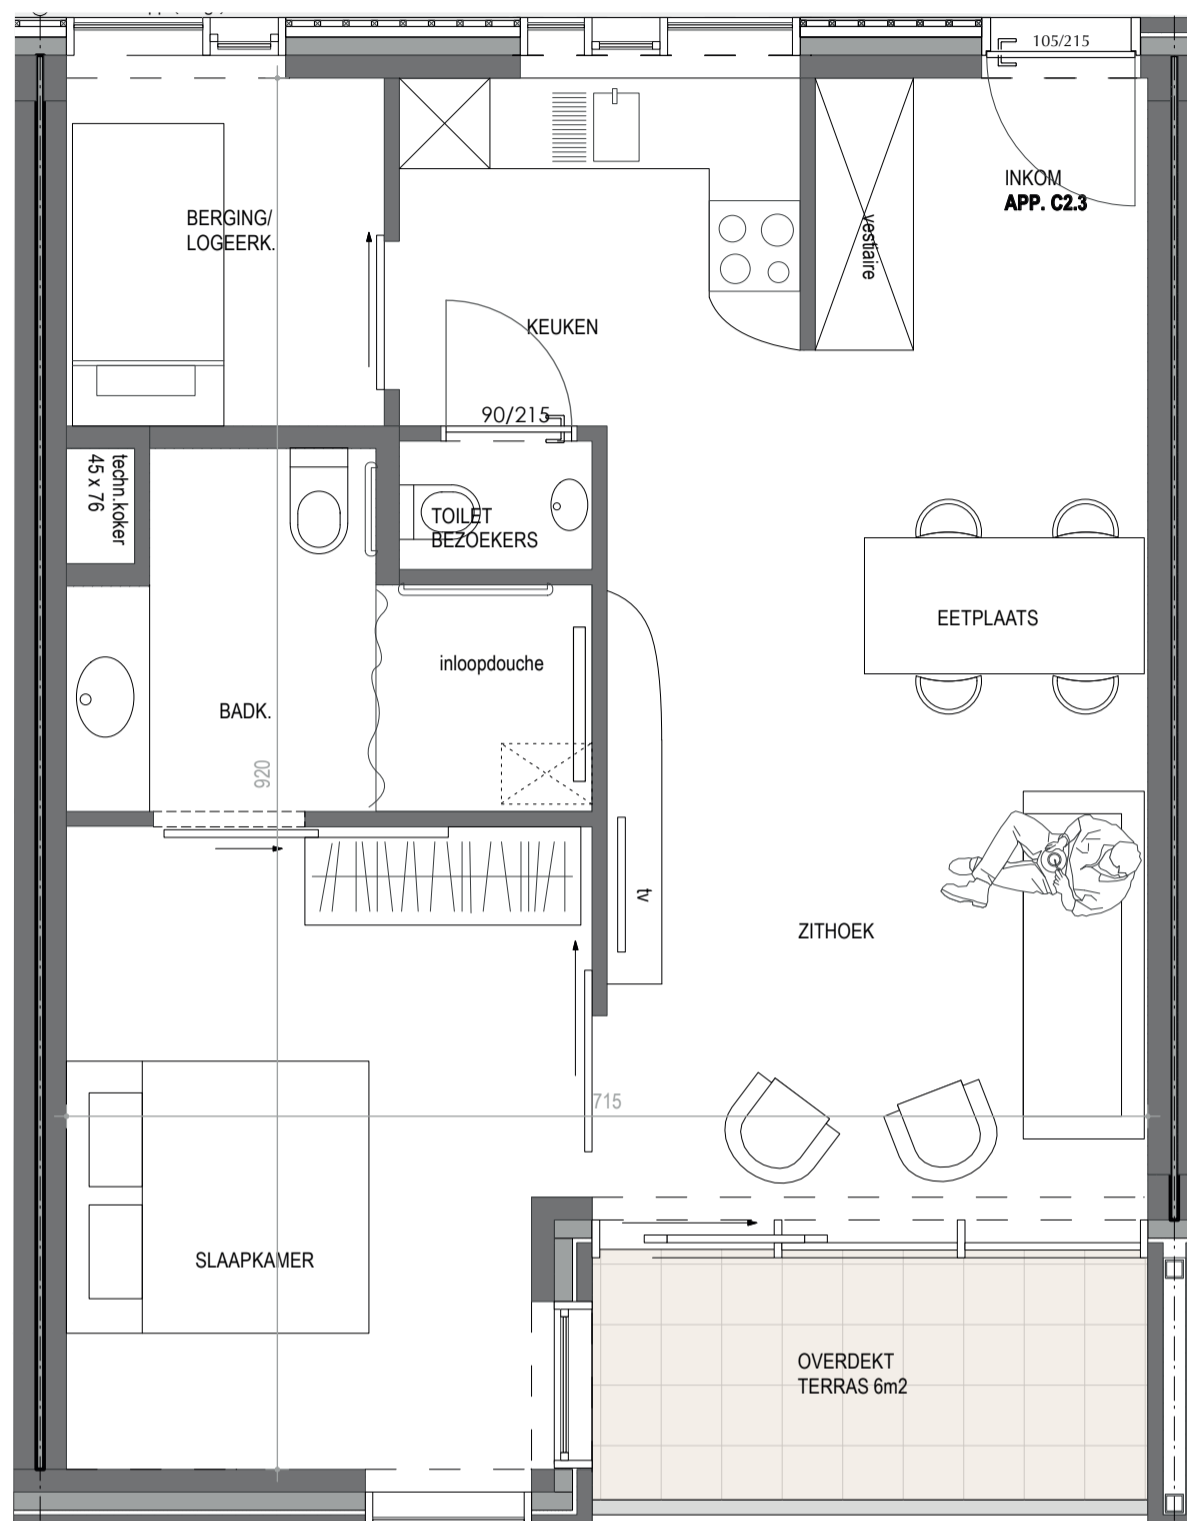 105/215
INKOM
APP. C2.3
BERGING/
LOGEERK.
vestiaire
KEUKEN
90/215
techn.koker
45 x 76
TOILET
BEZOEKERS
EETPLAATS
inloopdouche
BADK.
920
tv
ZITHOEK
715
SLAAPKAMER
OVERDEKT
TERRAS 6m2